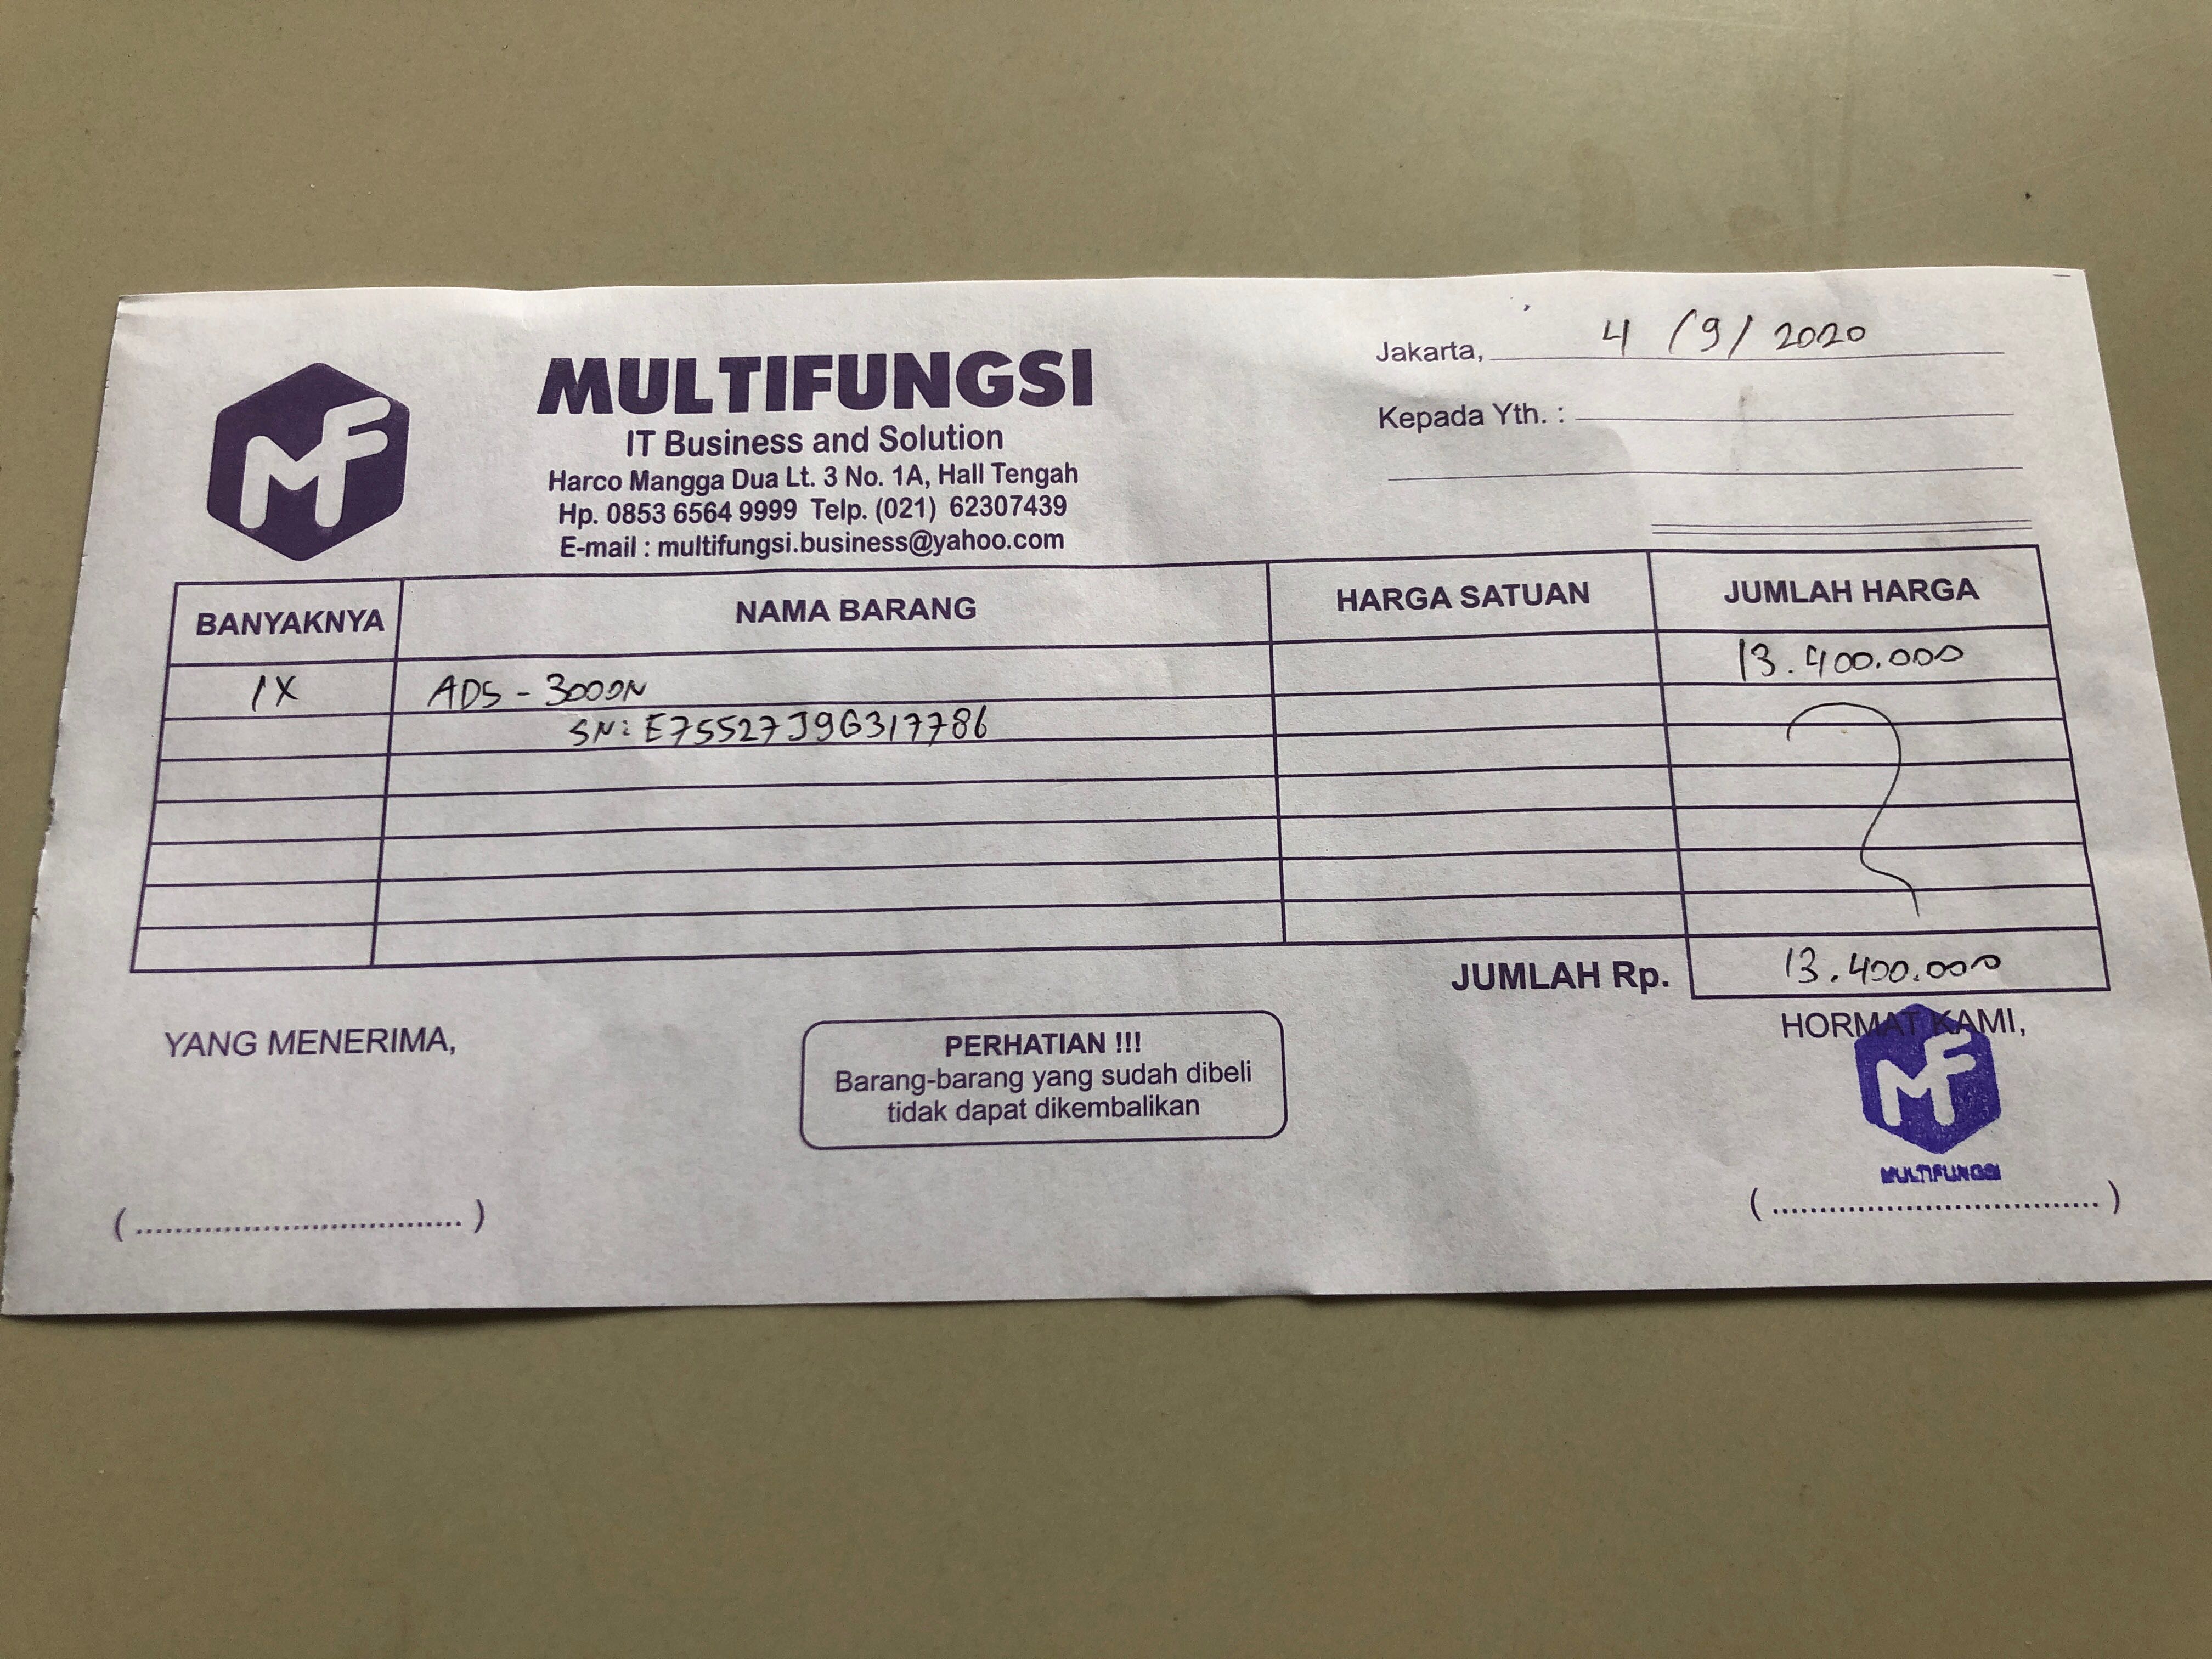 MF
MULTIFUNGSI
IT Business and Solution
Harco Mangga Dua Lt. 3 No. 1A, Hall Tengah
Hp. 0853 6564 9999 Telp. (021) 62307439
E-mail : multifungsi.business@yahoo.com
Jakarta, 4 / 9 / 2020
Kepada Yth. :
BANYAKNYA NAMA BARANG HARGA SATUAN JUMLAH HARGA
1X ADS - 3000N 13.400.000
SN: E75527J9G317786
JUMLAH Rp. 13.400.000
YANG MENERIMA,
PERHATIAN !!!
Barang-barang yang sudah dibeli
tidak dapat dikembalikan
HORMAT KAMI,
MF
MULTIFUNGSI
(..................................)
(..................................)